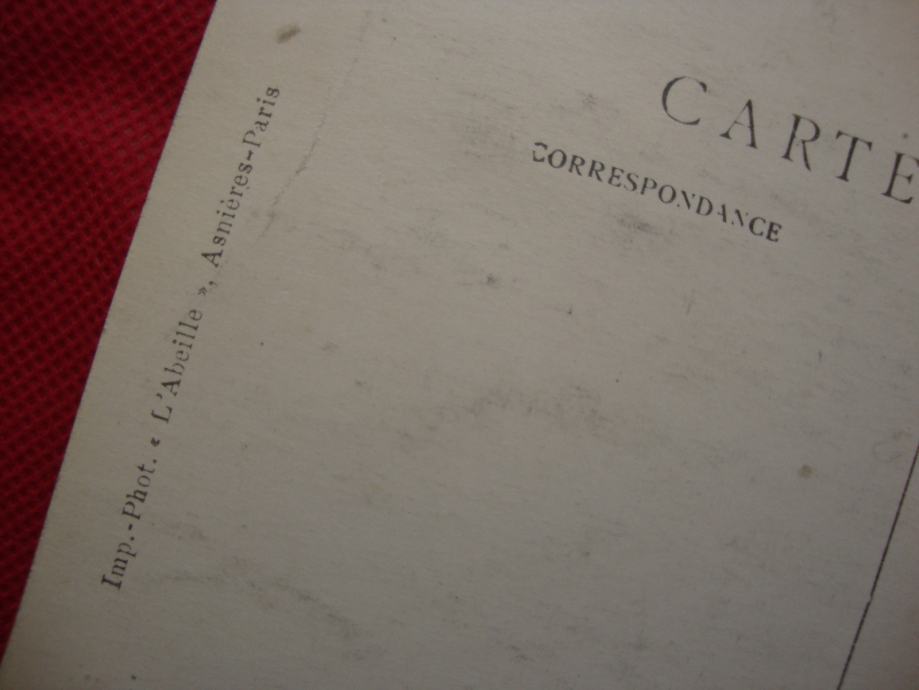 CARTE
CORRESPONDANCE
Imp.-Phot. « L'Abeille », Asnières-Paris